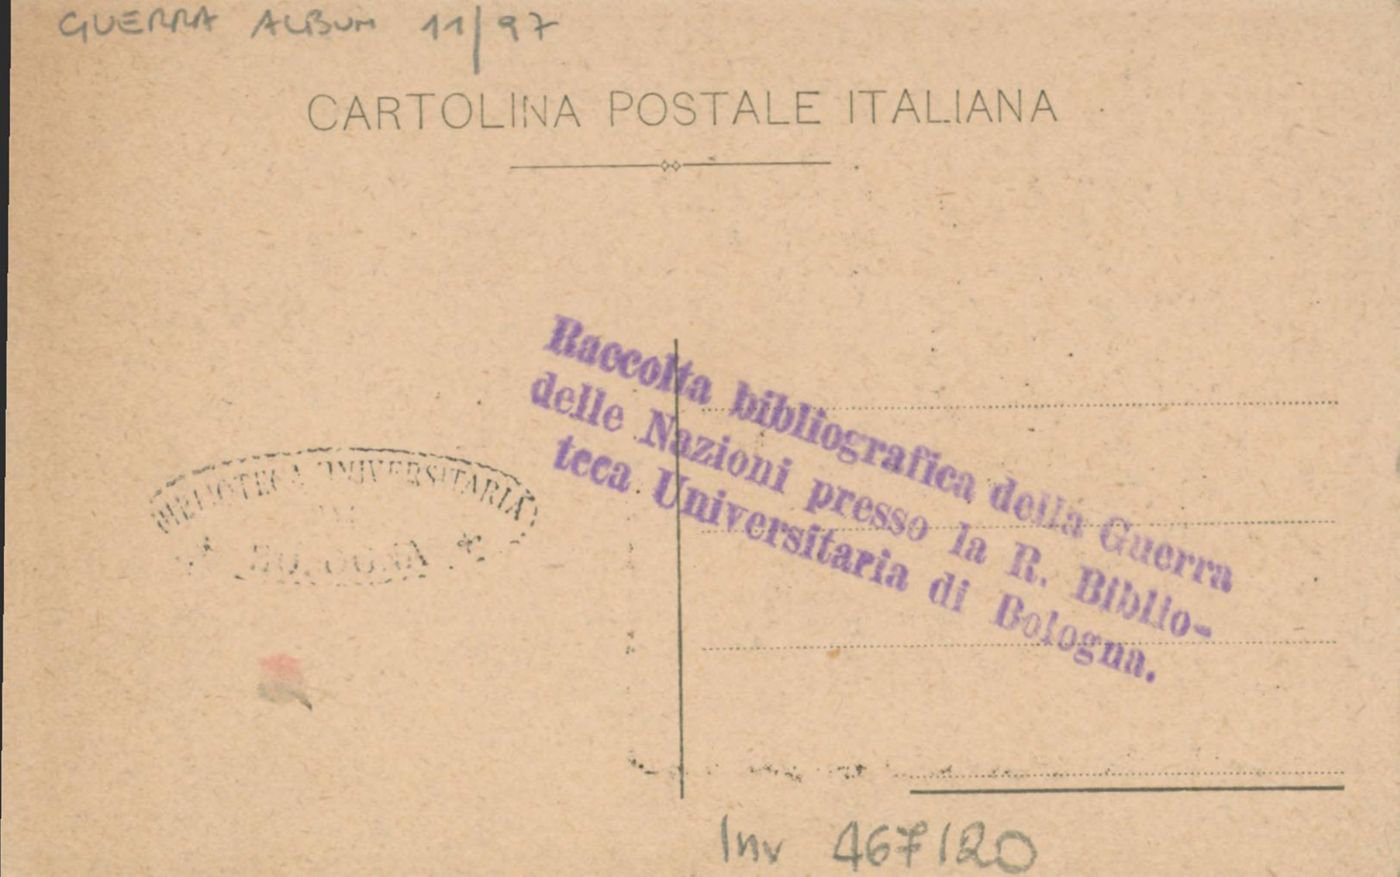 GUERRA ALBUM 11/97
CARTOLINA POSTALE ITALIANA
Raccolta bibliografica della Guerra
delle Nazioni presso la R. Biblio-
teca Universitaria di Bologna.
BIBLIOTECA UNIVERSITARIA
BOLOGNA
Inv 467120